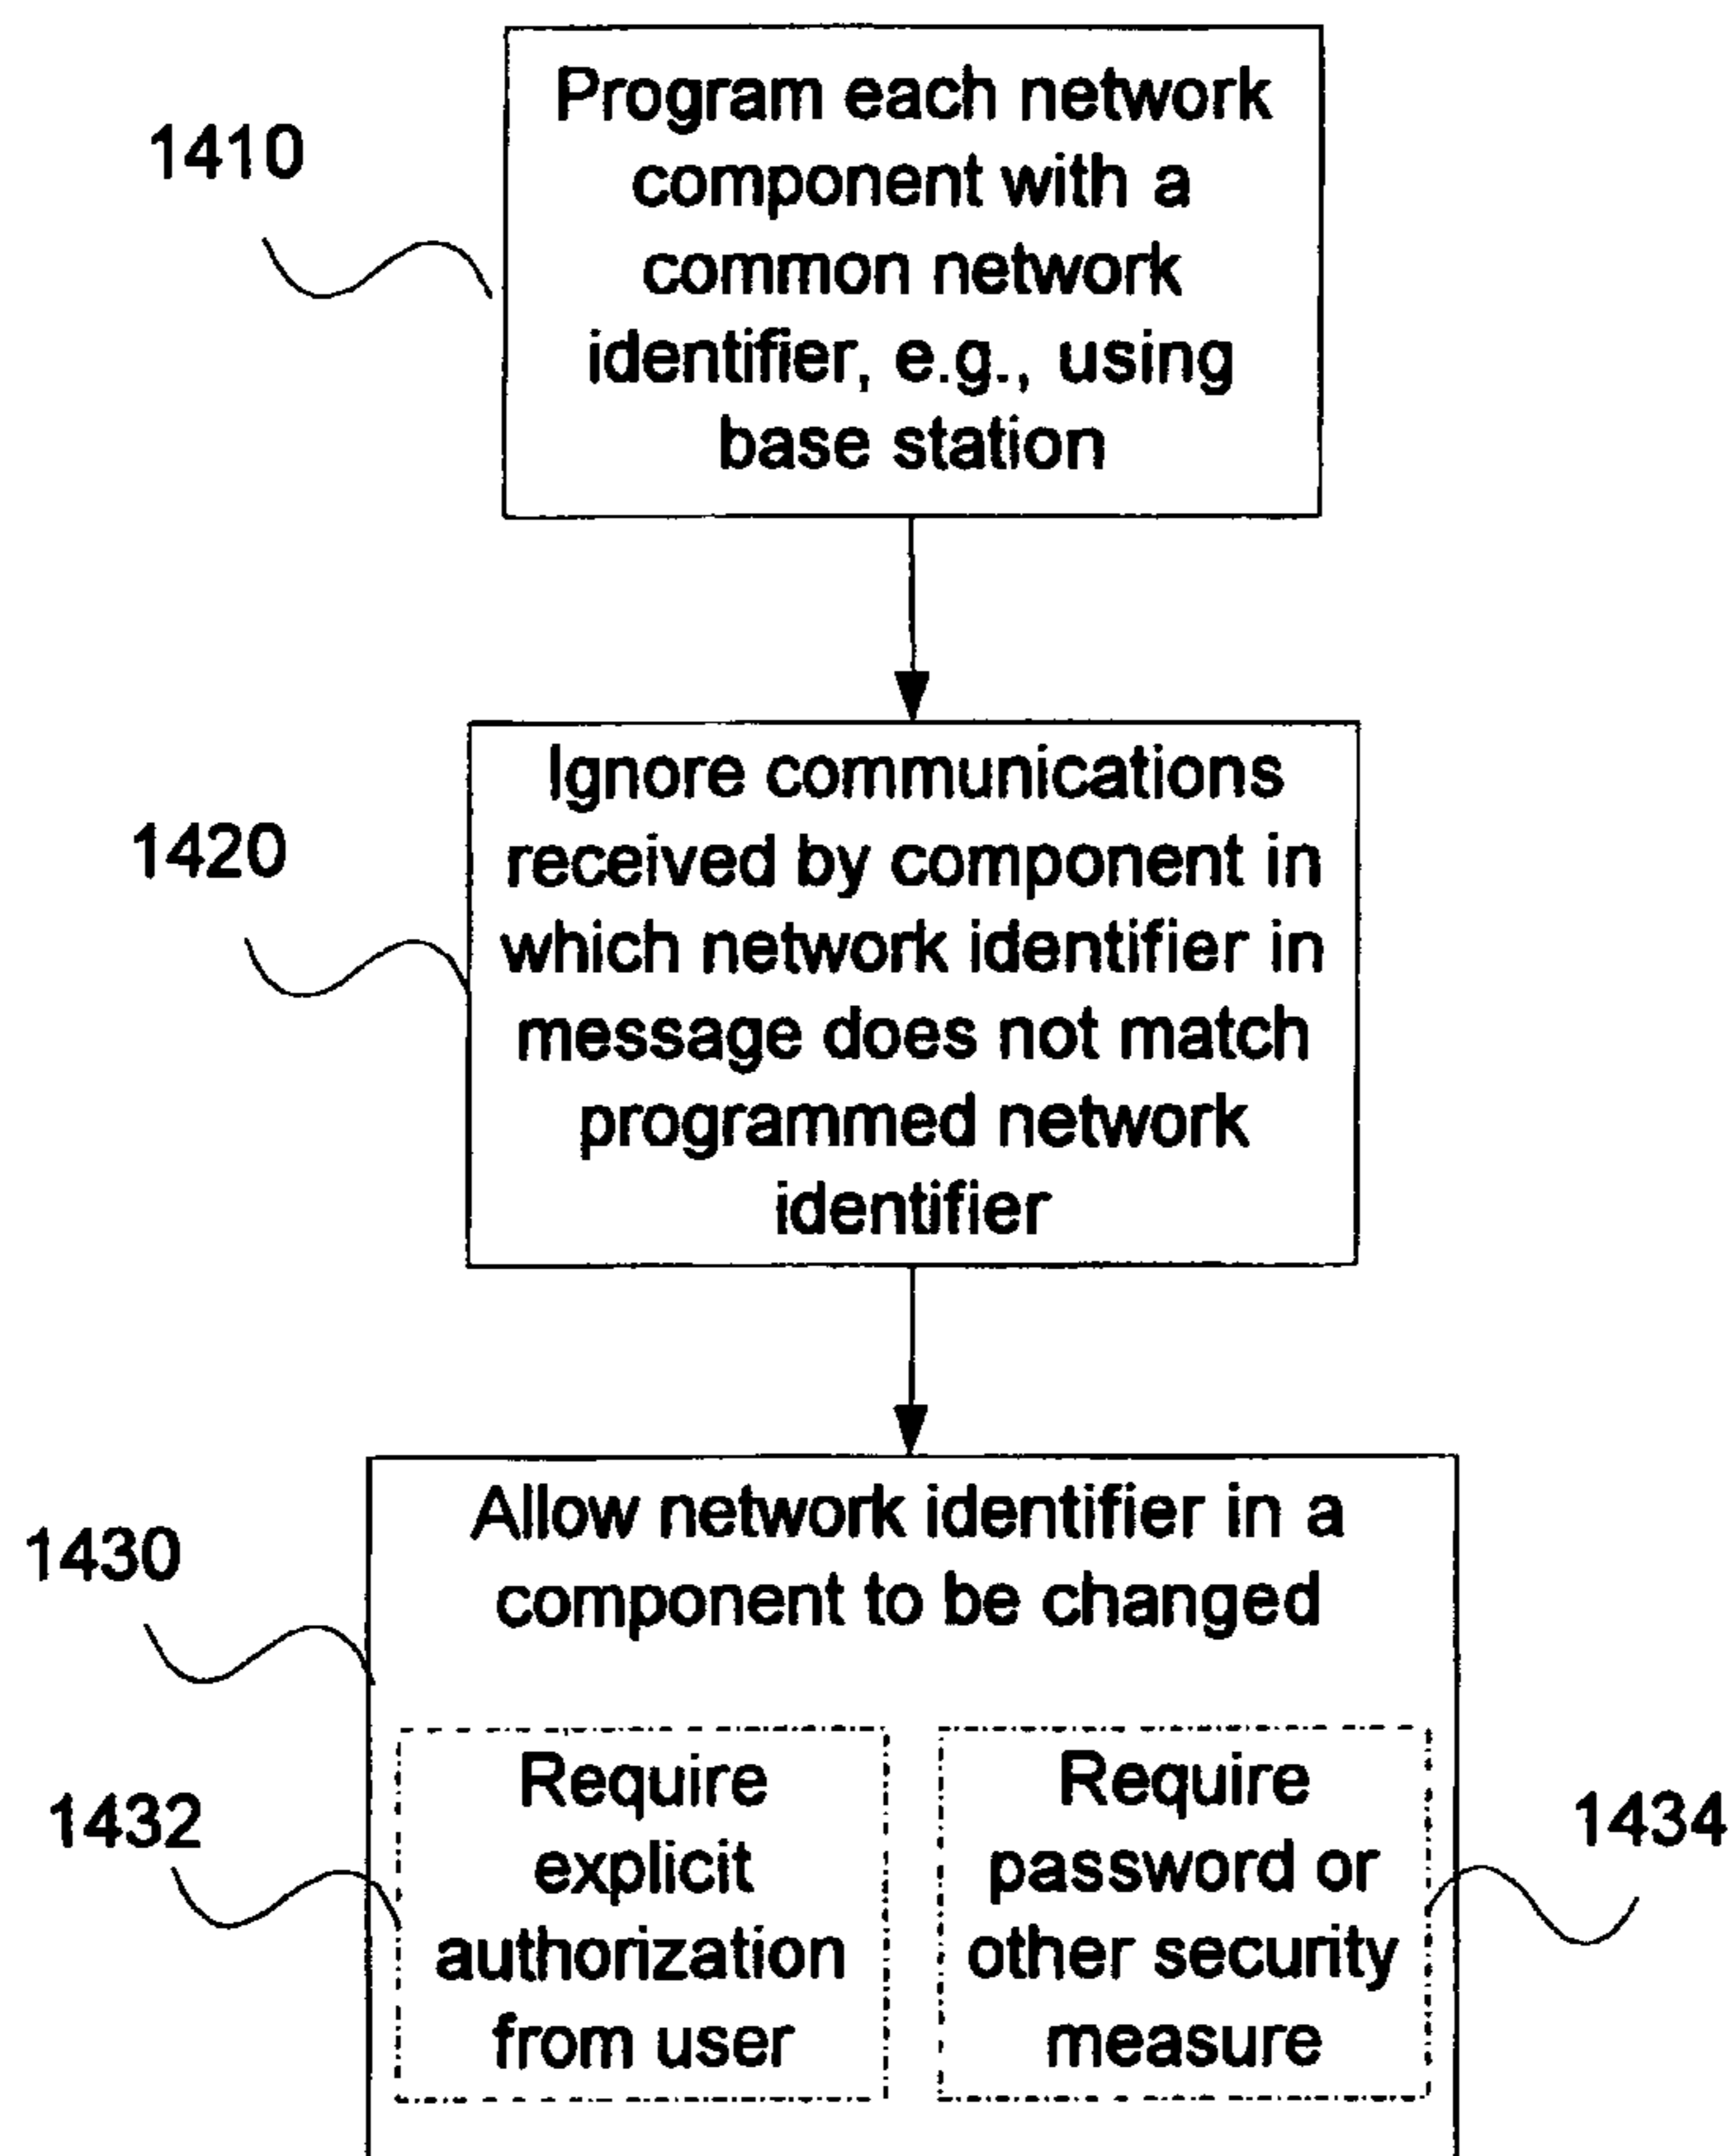 1410
Program each network
component with a
common network
identifier, e.g., using
base station
1420
Ignore communications
received by component in
which network identifier in
message does not match
programmed network
identifier
1430
Allow network identifier in a
component to be changed
1432
Require
explicit
authorization
from user
Require
password or
other security
measure
1434